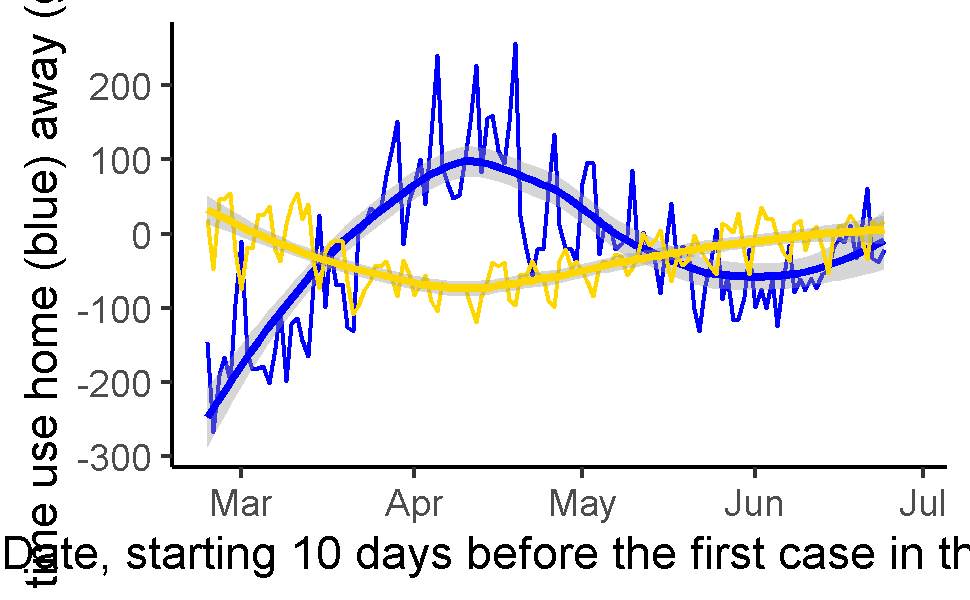 time use home (blue) away (
200
100
0
-100
-200
-300
Mar Apr May Jun Jul
Date, starting 10 days before the first case in th